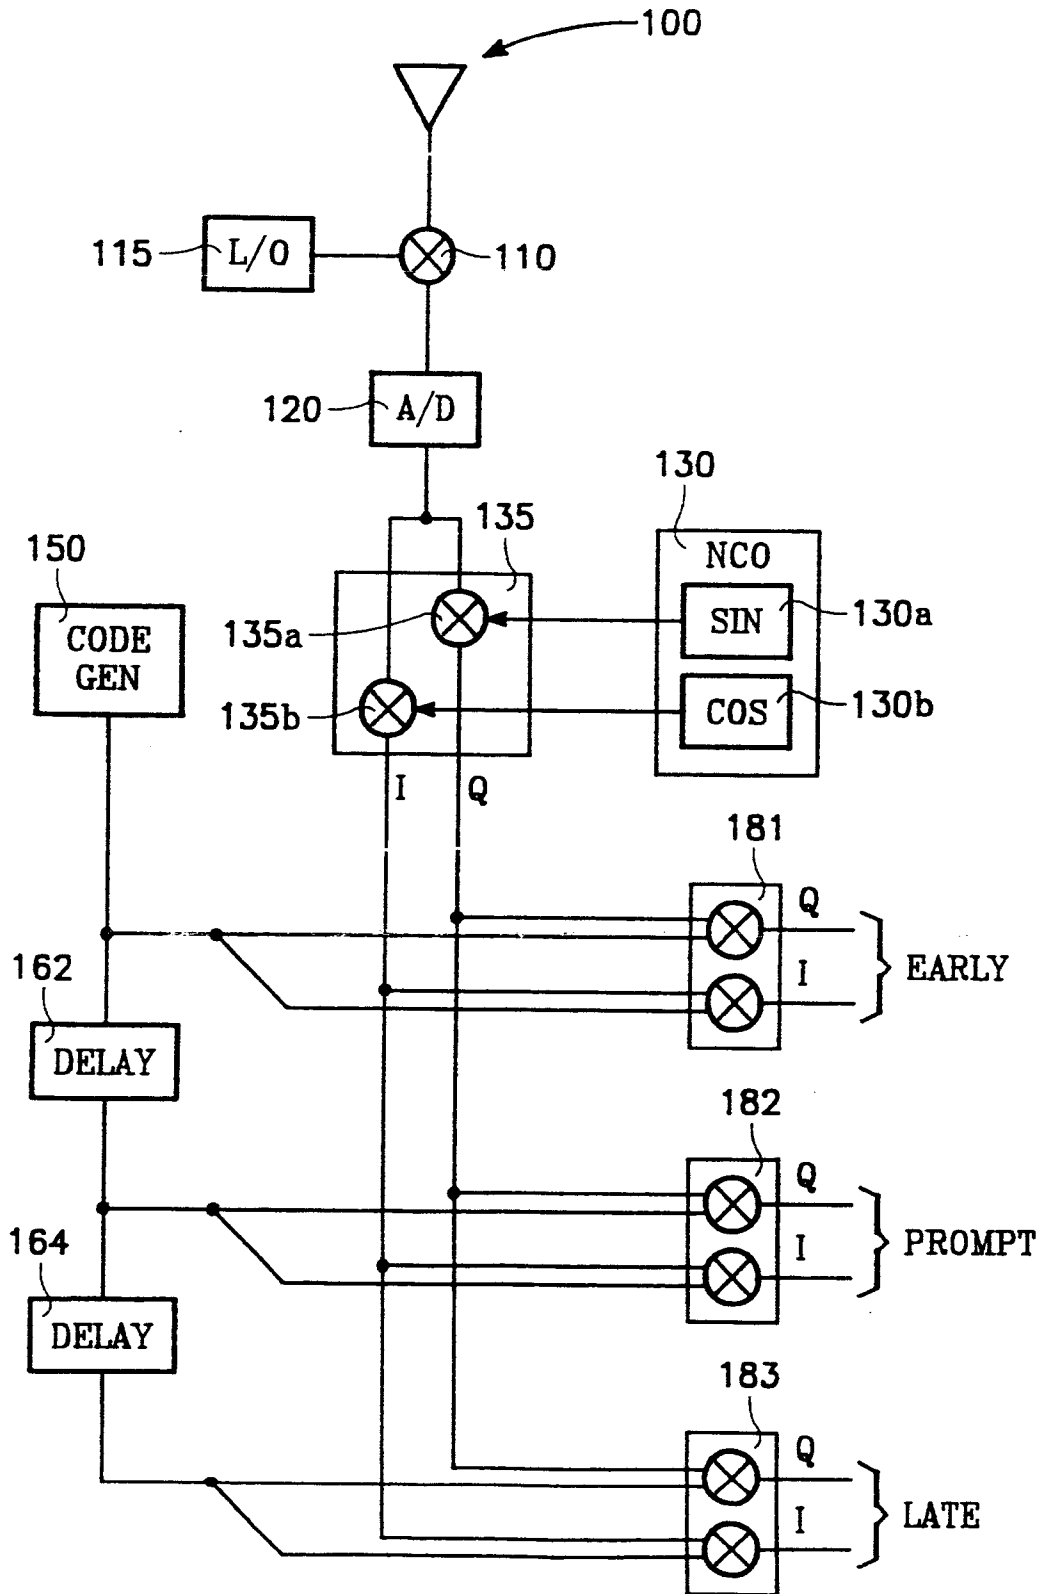 100
115
L/O
110
120
A/D
130
NCO
135
150
CODE
GEN
135a
SIN
130a
135b
COS
130b
I
Q
181
Q
I
EARLY
162
DELAY
182
Q
I
PROMPT
164
DELAY
183
Q
I
LATE